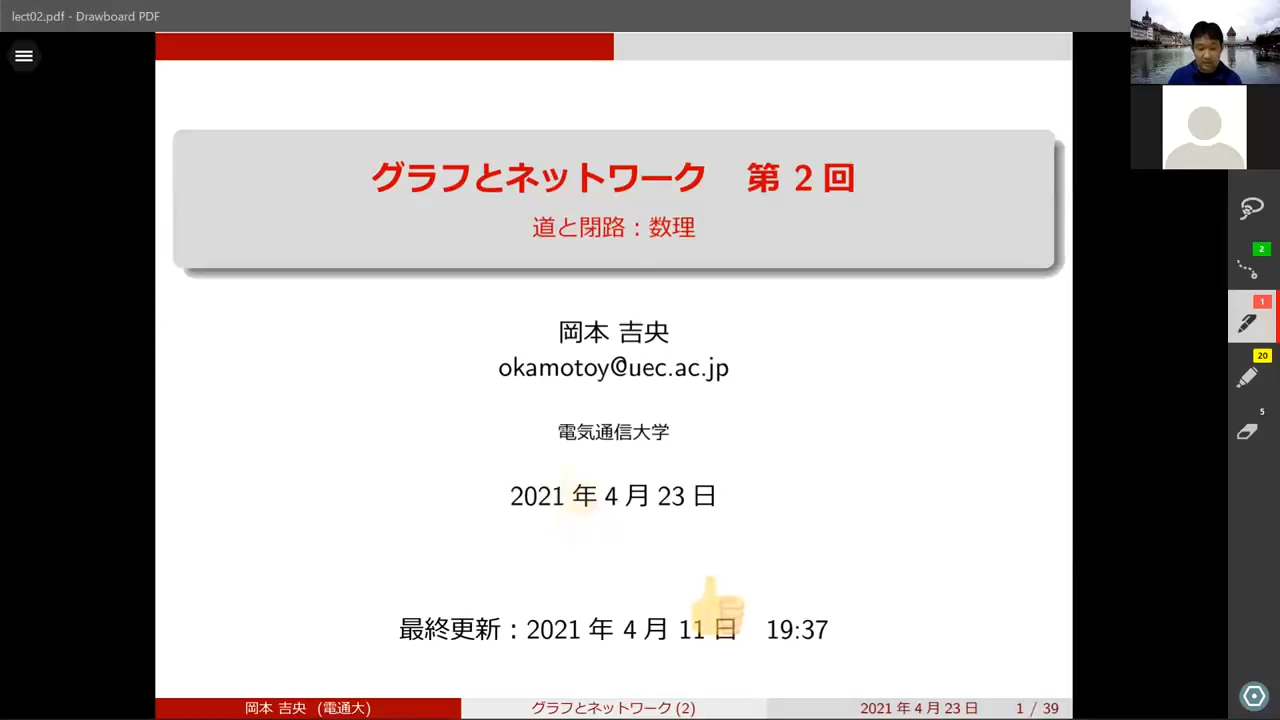 lect02.pdf - Drawboard PDF
グラフとネットワーク 第 2 回
道と閉路：数理
岡本 吉央
okamotoy@uec.ac.jp
電気通信大学
2021 年 4 月 23 日
最終更新：2021 年 4 月 11 日 19:37
岡本 吉央 (電通大)
グラフとネットワーク (2)
2021 年 4 月 23 日
1 / 39
2
1
20
5